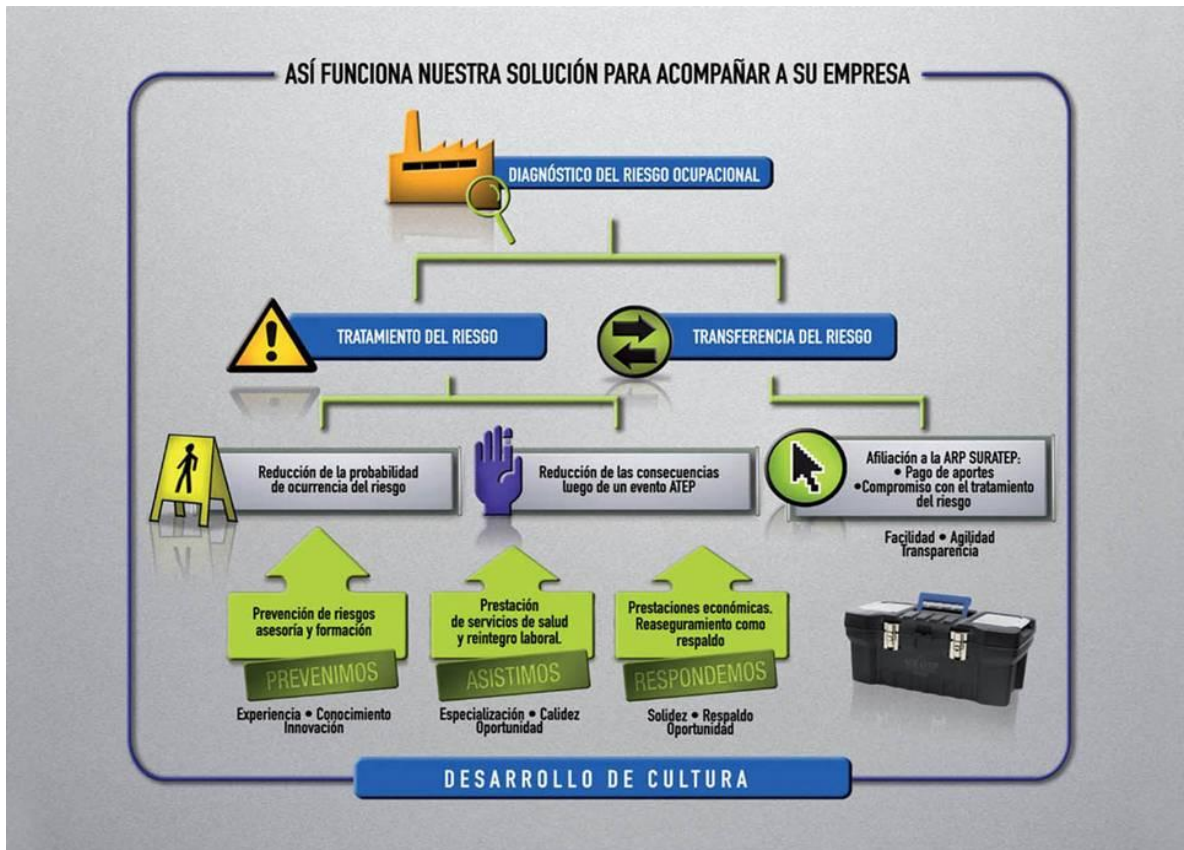 ASÍ FUNCIONA NUESTRA SOLUCIÓN PARA ACOMPAÑAR A SU EMPRESA
DIAGNÓSTICO DEL RIESGO OCUPACIONAL
TRATAMIENTO DEL RIESGO
TRANSFERENCIA DEL RIESGO
Reducción de la probabilidad
de ocurrencia del riesgo
Reducción de las consecuencias
luego de un evento ATEP
Afiliación a la ARP SURATEP:
• Pago de aportes
•Compromiso con el tratamiento
del riesgo
Facilidad • Agilidad
Transparencia
Prevención de riesgos
asesoría y formación
PREVENIMOS
Experiencia • Conocimiento
Innovación
Prestación
de servicios de salud
y reintegro laboral.
ASISTIMOS
Especialización • Calidez
Oportunidad
Prestaciones económicas.
Reaseguramiento como
respaldo
RESPONDEMOS
Solidez • Respaldo
Oportunidad
DESARROLLO DE CULTURA